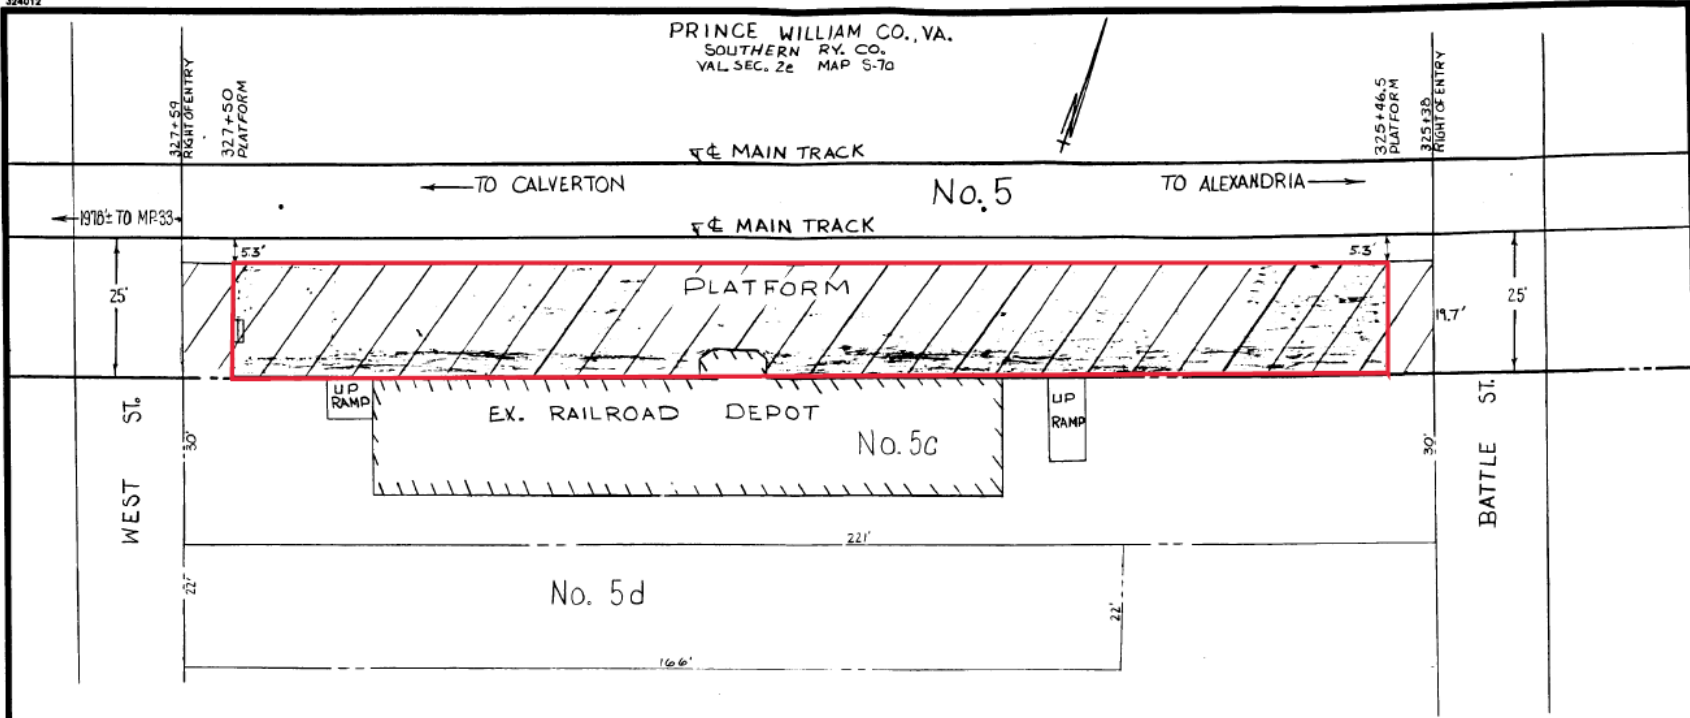 324012
PRINCE WILLIAM CO., VA.
SOUTHERN RY. CO.
VAL SEC. 2e MAP S-7a
327+59
RIGHT OF ENTRY
327+50
PLATFORM
325+46.5
PLATFORM
325+38
RIGHT OF ENTRY
℄ MAIN TRACK
TO CALVERTON
No. 5
TO ALEXANDRIA
1978'± TO MP-33
℄ MAIN TRACK
5.3'
5.3'
25'
PLATFORM
19.7'
25'
UP
RAMP
EX. RAILROAD DEPOT
UP
RAMP
No. 5c
WEST ST.
30'
30'
BATTLE ST.
221'
22'
No. 5d
22'
166'